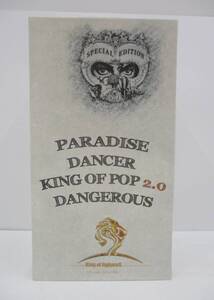 SPECIAL EDITION
PARADISE
DANCER
KING OF POP 2.0
DANGEROUS